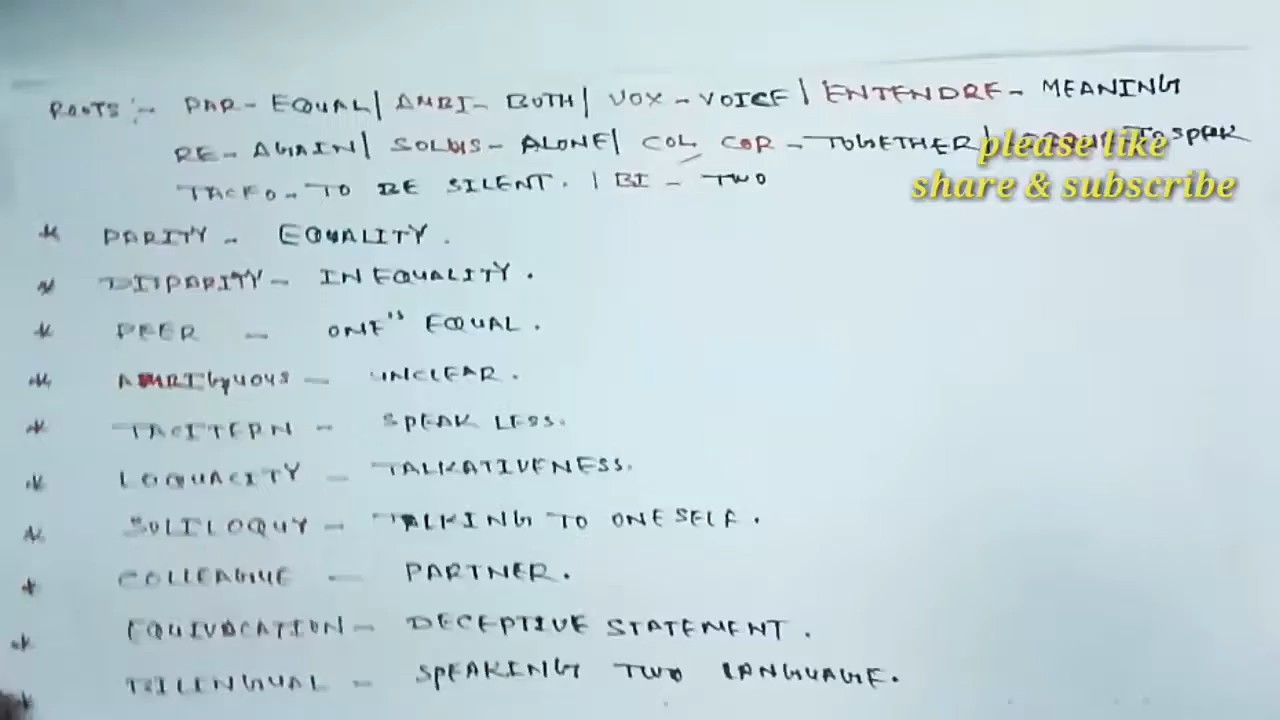 ROOTS :- PAR - EQUAL | AMBI - BOTH | VOX - VOICE | ENTENDRE - MEANING
RE - AGAIN | SOLUS - ALONE | COL, COR - TOGETHER | TO SPEAK
please like
share & subscribe
TACEO - TO BE SILENT. | BI - TWO
* PARITY - EQUALITY.
* DISPARITY - INEQUALITY.
* PEER - ONE'S EQUAL.
* AMBIGUOUS - UNCLEAR.
* TACITERN - SPEAK LESS.
* LOQUACITY - TALKATIVENESS.
* SOLILOQUY - TALKING TO ONESELF.
* COLLEAGUE - PARTNER.
* EQUIVOCATION - DECEPTIVE STATEMENT.
* BILINGUAL - SPEAKING TWO LANGUAGE.